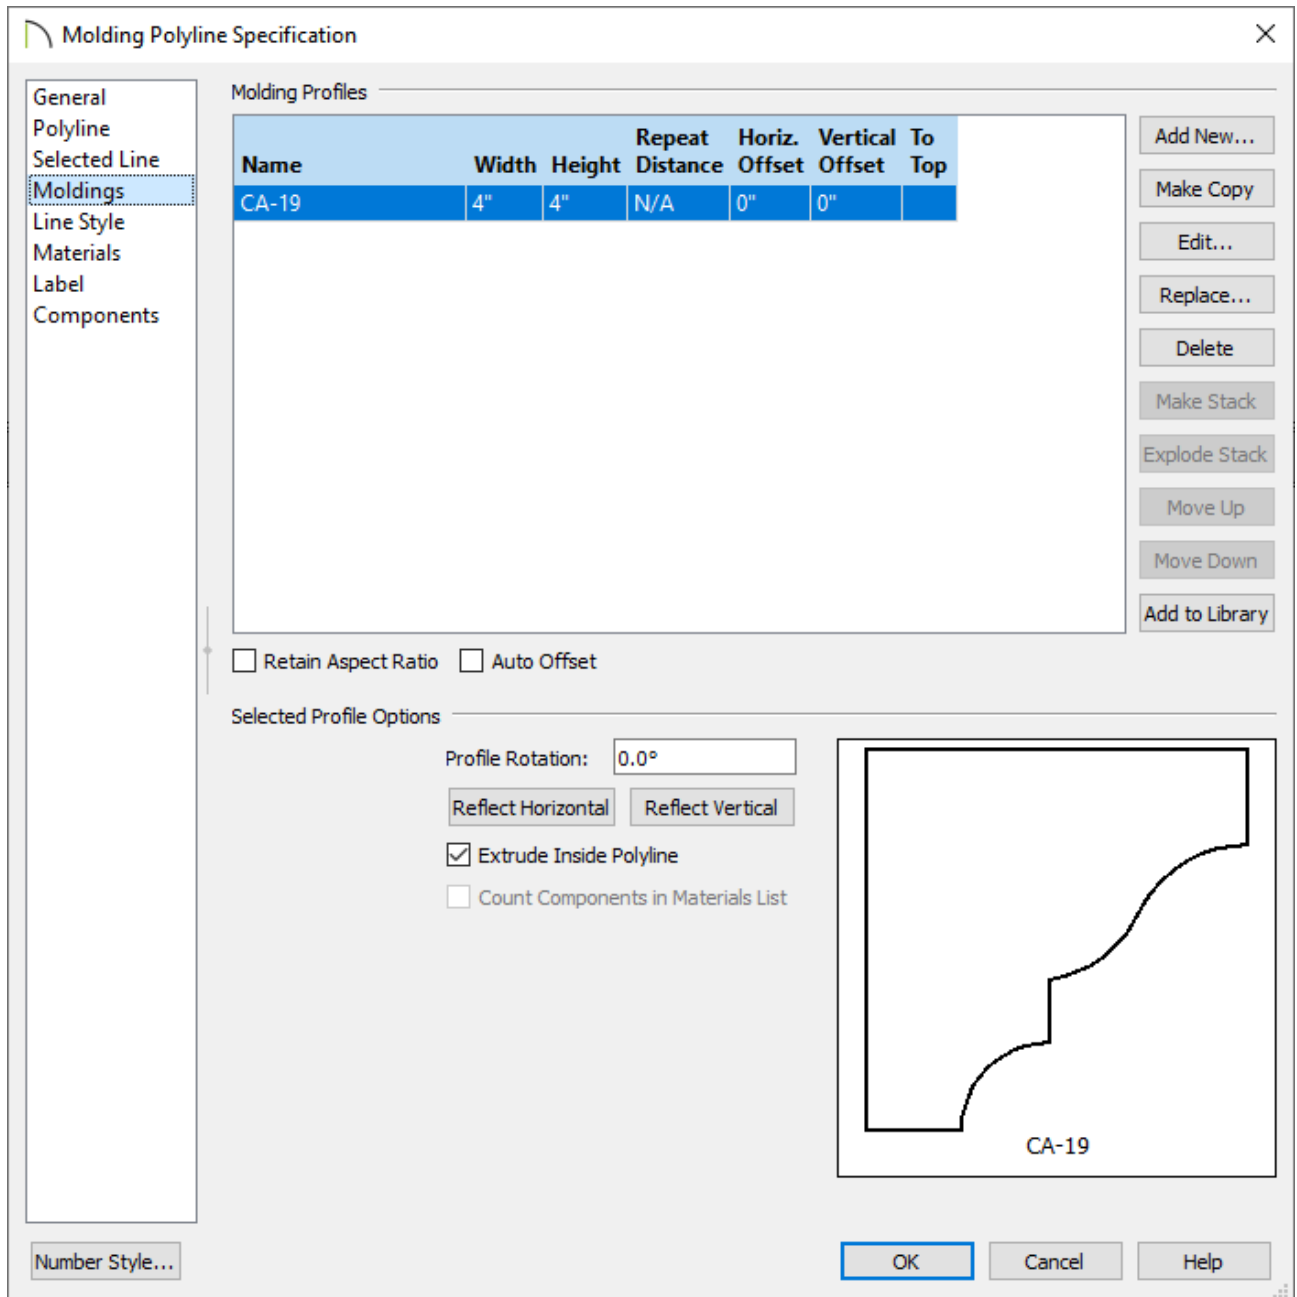 Molding Polyline Specification
General
Polyline
Selected Line
Moldings
Line Style
Materials
Label
Components
Molding Profiles
Name Width Height Repeat Distance Horiz. Offset Vertical Offset To Top
CA-19 4" 4" N/A 0" 0"
Add New...
Make Copy
Edit...
Replace...
Delete
Make Stack
Explode Stack
Move Up
Move Down
Add to Library
Retain Aspect Ratio Auto Offset
Selected Profile Options
Profile Rotation: 0.0°
Reflect Horizontal Reflect Vertical
Extrude Inside Polyline
Count Components in Materials List
CA-19
Number Style... OK Cancel Help